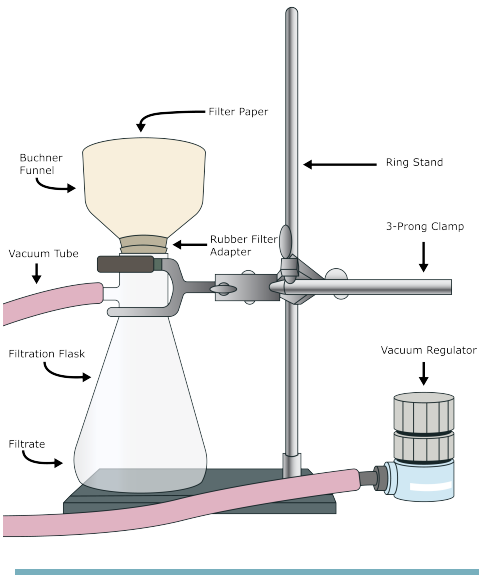 Filter Paper
Buchner
Funnel
Ring Stand
3-Prong Clamp
Rubber Filter
Adapter
Vacuum Tube
Vacuum Regulator
Filtration Flask
Filtrate